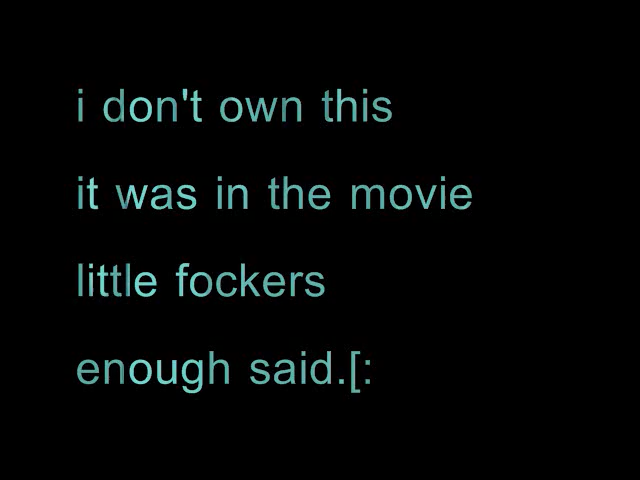 i don't own this
it was in the movie
little fockers
enough said.[: